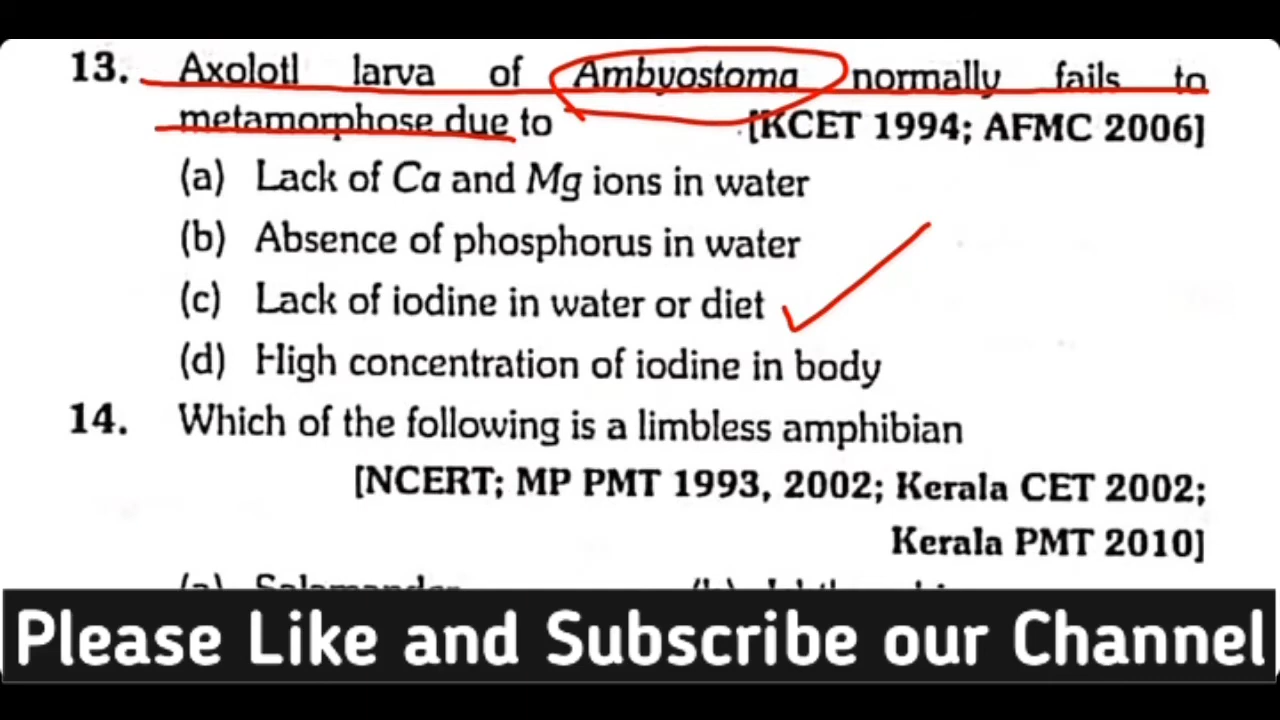 13. Axolotl larva of Ambyostoma normally fails to
metamorphose due to [KCET 1994; AFMC 2006]
(a) Lack of Ca and Mg ions in water
(b) Absence of phosphorus in water
(c) Lack of iodine in water or diet
(d) High concentration of iodine in body
14. Which of the following is a limbless amphibian
[NCERT; MP PMT 1993, 2002; Kerala CET 2002;
Kerala PMT 2010]
(a) Salamander (b)
Please Like and Subscribe our Channel